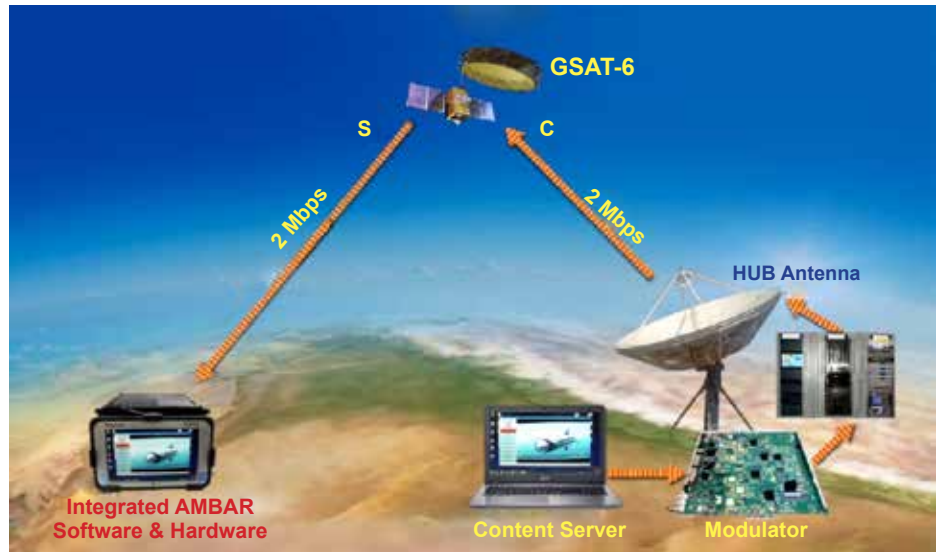 GSAT-6
S
C
2 Mbps
2 Mbps
HUB Antenna
Integrated AMBAR
Software & Hardware
Content Server
Modulator